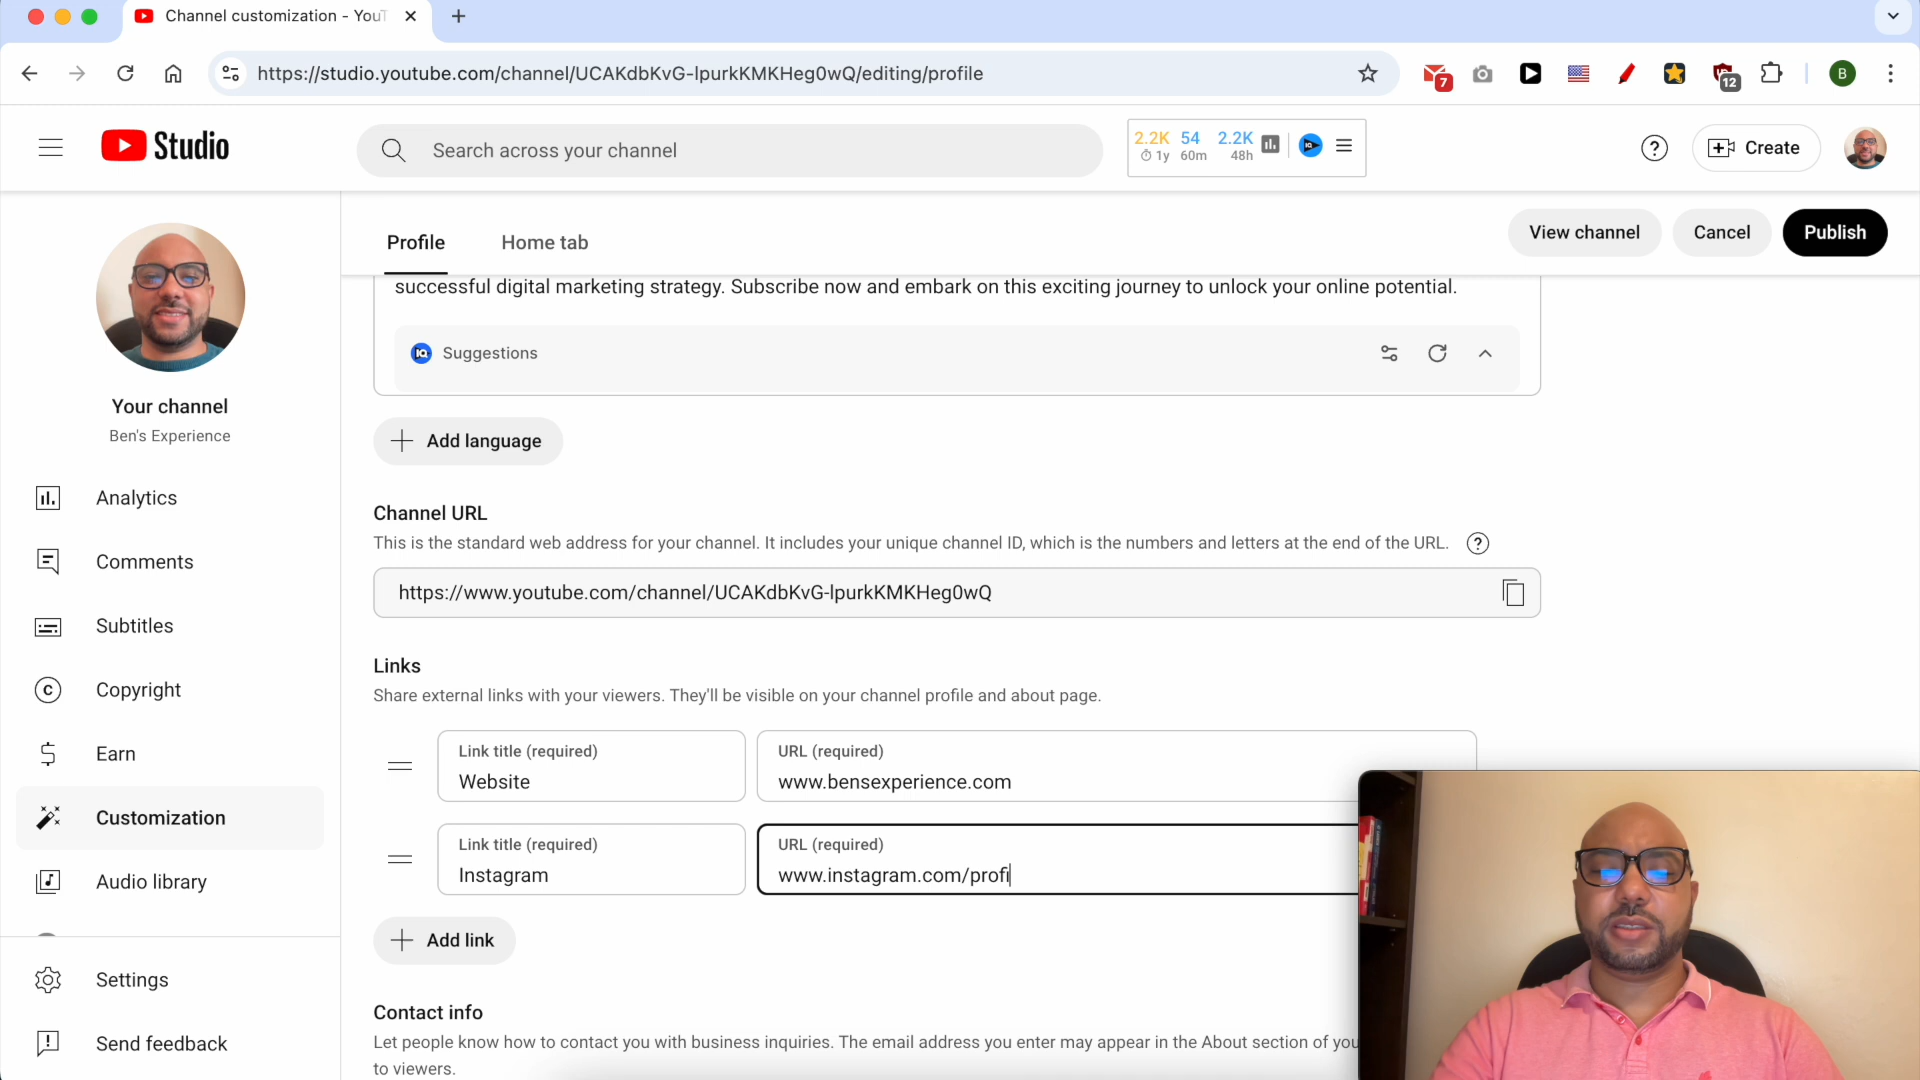 Channel customization - YouT
https://studio.youtube.com/channel/UCAKdbKvG-lpurkKMKHeg0wQ/editing/profile
7
12
B
Studio
Search across your channel
2.2K 54 2.2K
1y 60m 48h
Create
Profile
Home tab
View channel
Cancel
Publish
Your channel
Ben's Experience
Analytics
Comments
Subtitles
Copyright
Earn
Customization
Audio library
Settings
Send feedback
successful digital marketing strategy. Subscribe now and embark on this exciting journey to unlock your online potential.
IQ Suggestions
Add language
Channel URL
This is the standard web address for your channel. It includes your unique channel ID, which is the numbers and letters at the end of the URL.
https://www.youtube.com/channel/UCAKdbKvG-lpurkKMKHeg0wQ
Links
Share external links with your viewers. They'll be visible on your channel profile and about page.
Link title (required)
Website
URL (required)
www.bensexperience.com
Link title (required)
Instagram
URL (required)
www.instagram.com/profi
Add link
Contact info
Let people know how to contact you with business inquiries. The email address you enter may appear in the About section of you
to viewers.